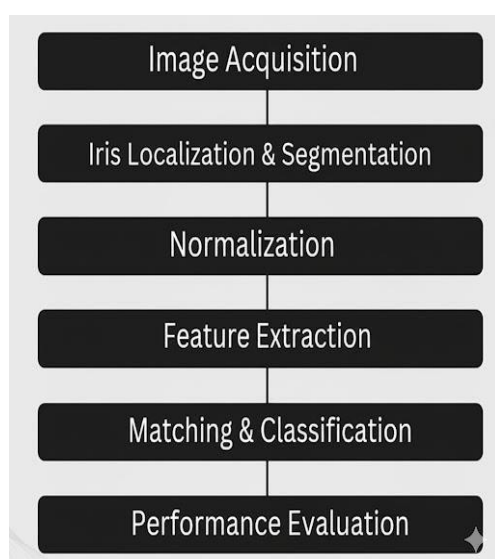 Image Acquisition
Iris Localization & Segmentation
Normalization
Feature Extraction
Matching & Classification
Performance Evaluation